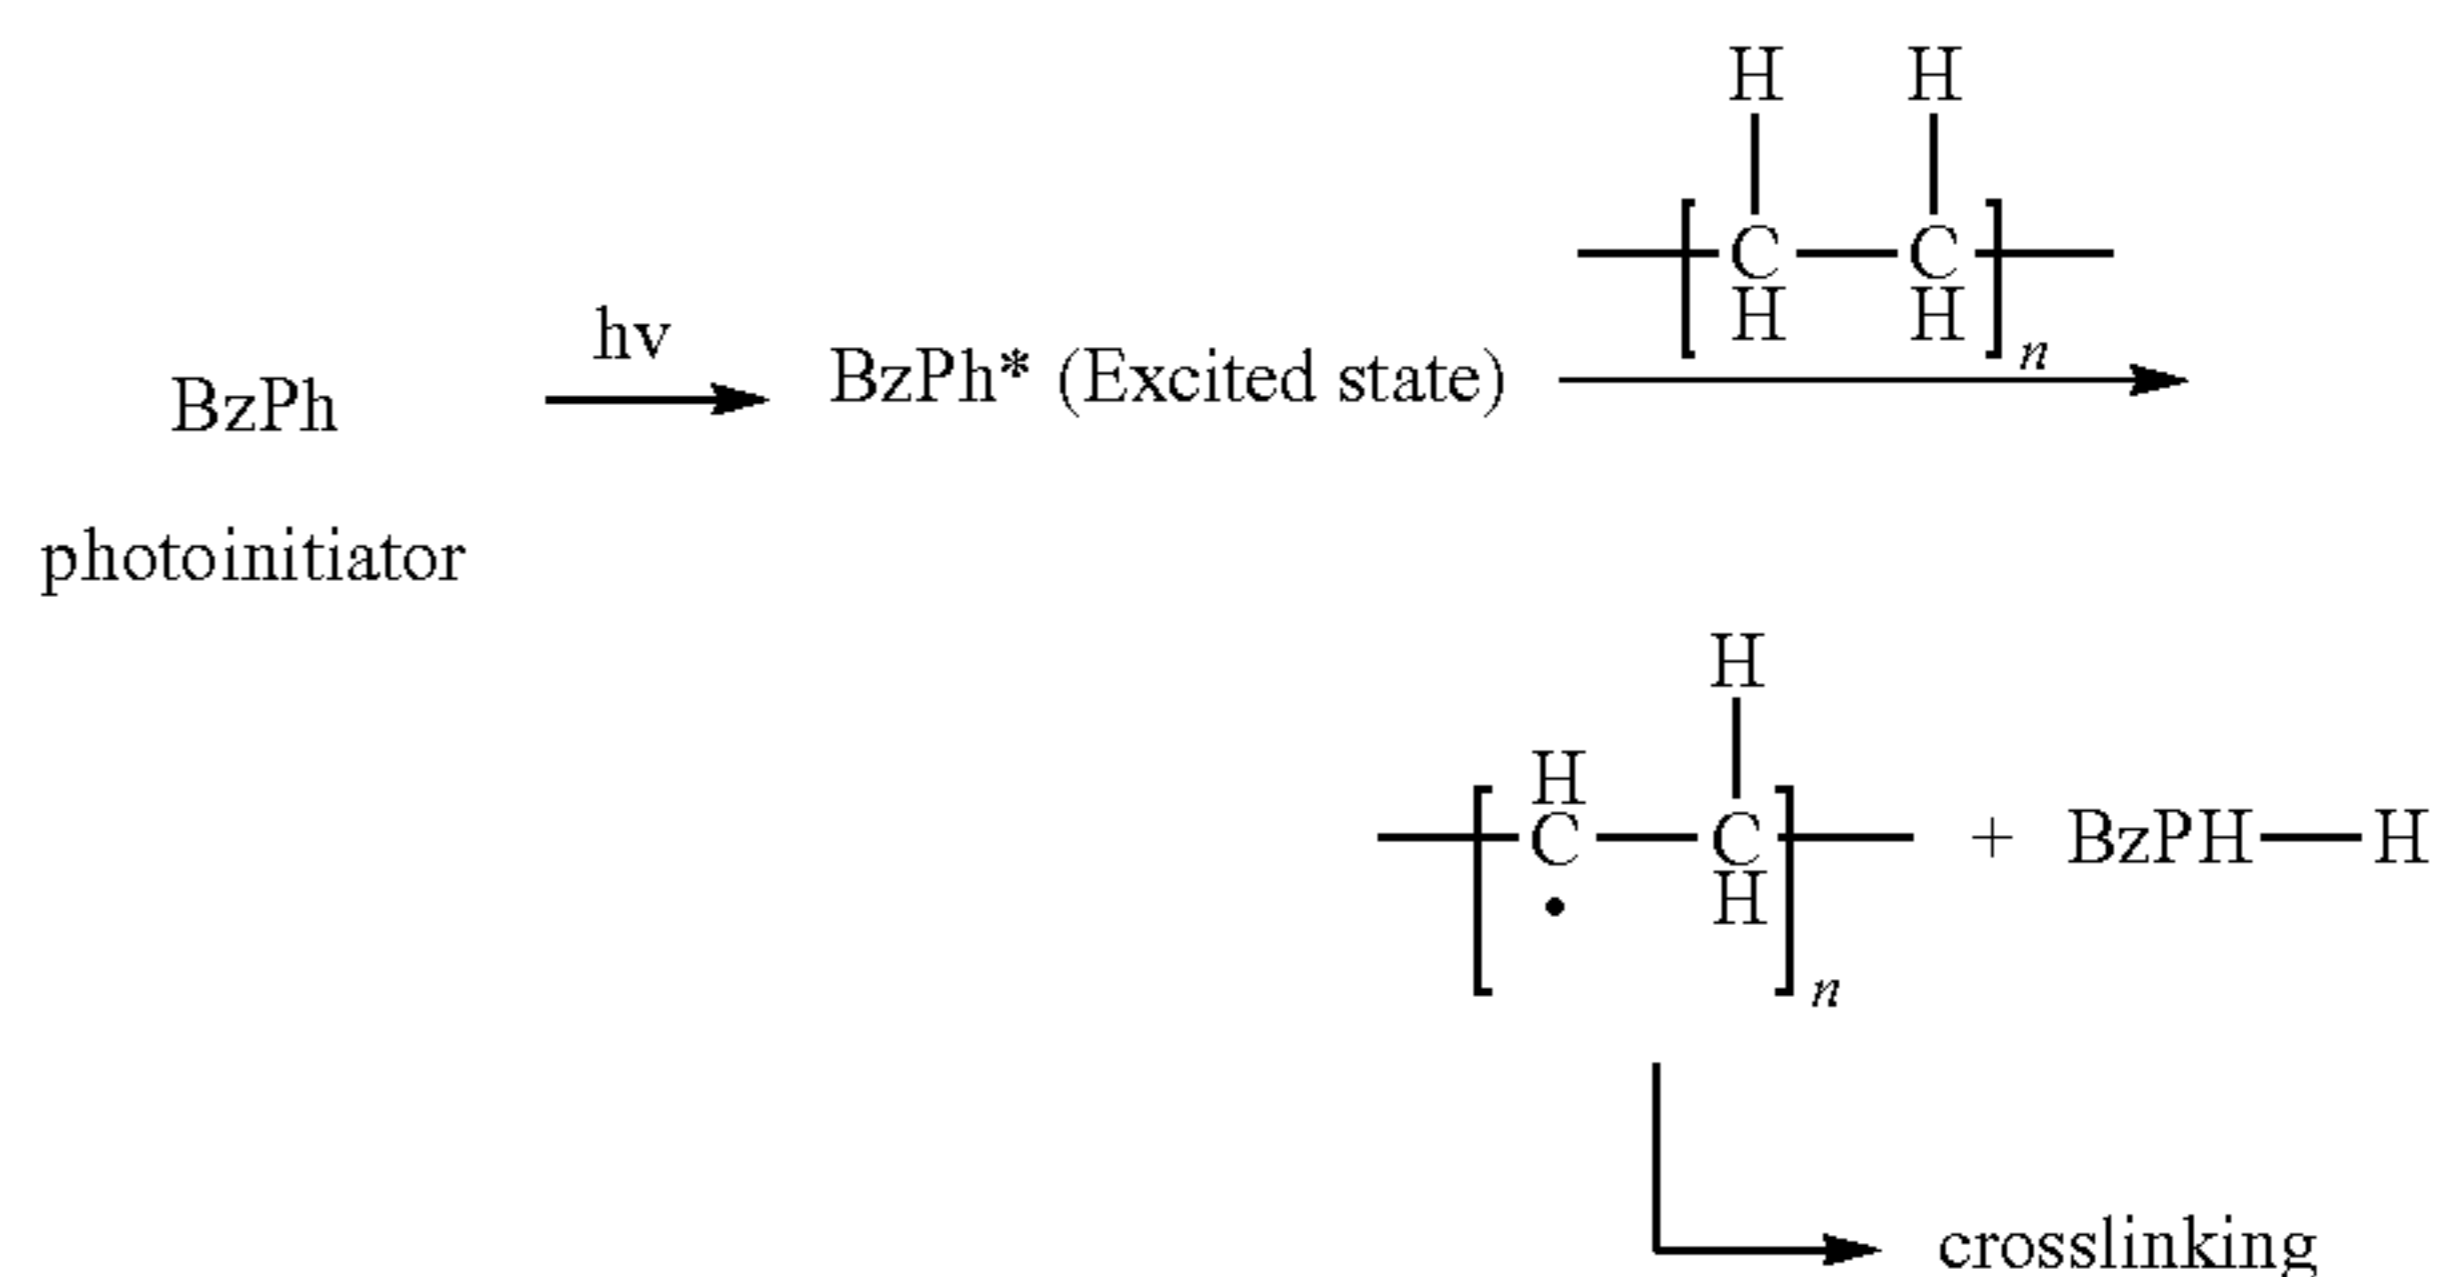 H H
hv
BzPh
BzPh* (Excited state)
C C
H H
n
photoinitiator
H
H
C C
H
•
n
+ BzPH—H
crosslinking